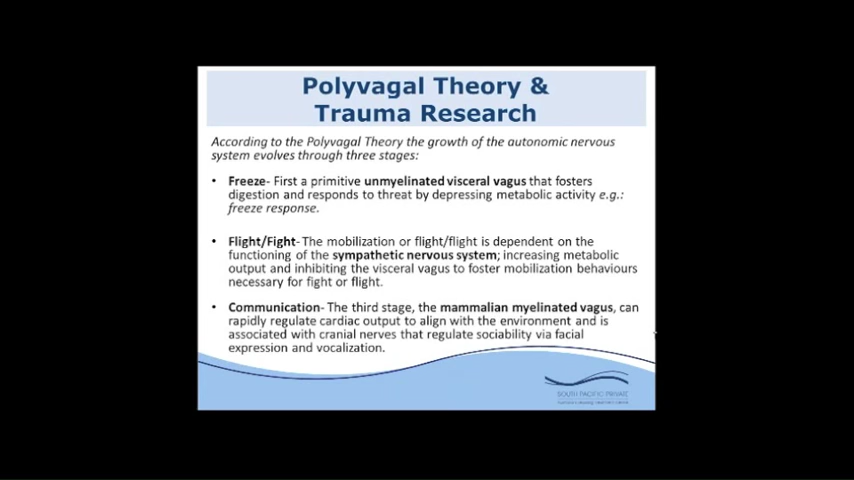 Polyvagal Theory &
Trauma Research
According to the Polyvagal Theory the growth of the autonomic nervous
system evolves through three stages:
• Freeze- First a primitive unmyelinated visceral vagus that fosters
digestion and responds to threat by depressing metabolic activity e.g.:
freeze response.
• Flight/Fight- The mobilization or flight/flight is dependent on the
functioning of the sympathetic nervous system; increasing metabolic
output and inhibiting the visceral vagus to foster mobilization behaviours
necessary for fight or flight.
• Communication- The third stage, the mammalian myelinated vagus, can
rapidly regulate cardiac output to align with the environment and is
associated with cranial nerves that regulate sociability via facial
expression and vocalization.
SOUTH PACIFIC PRIVATE